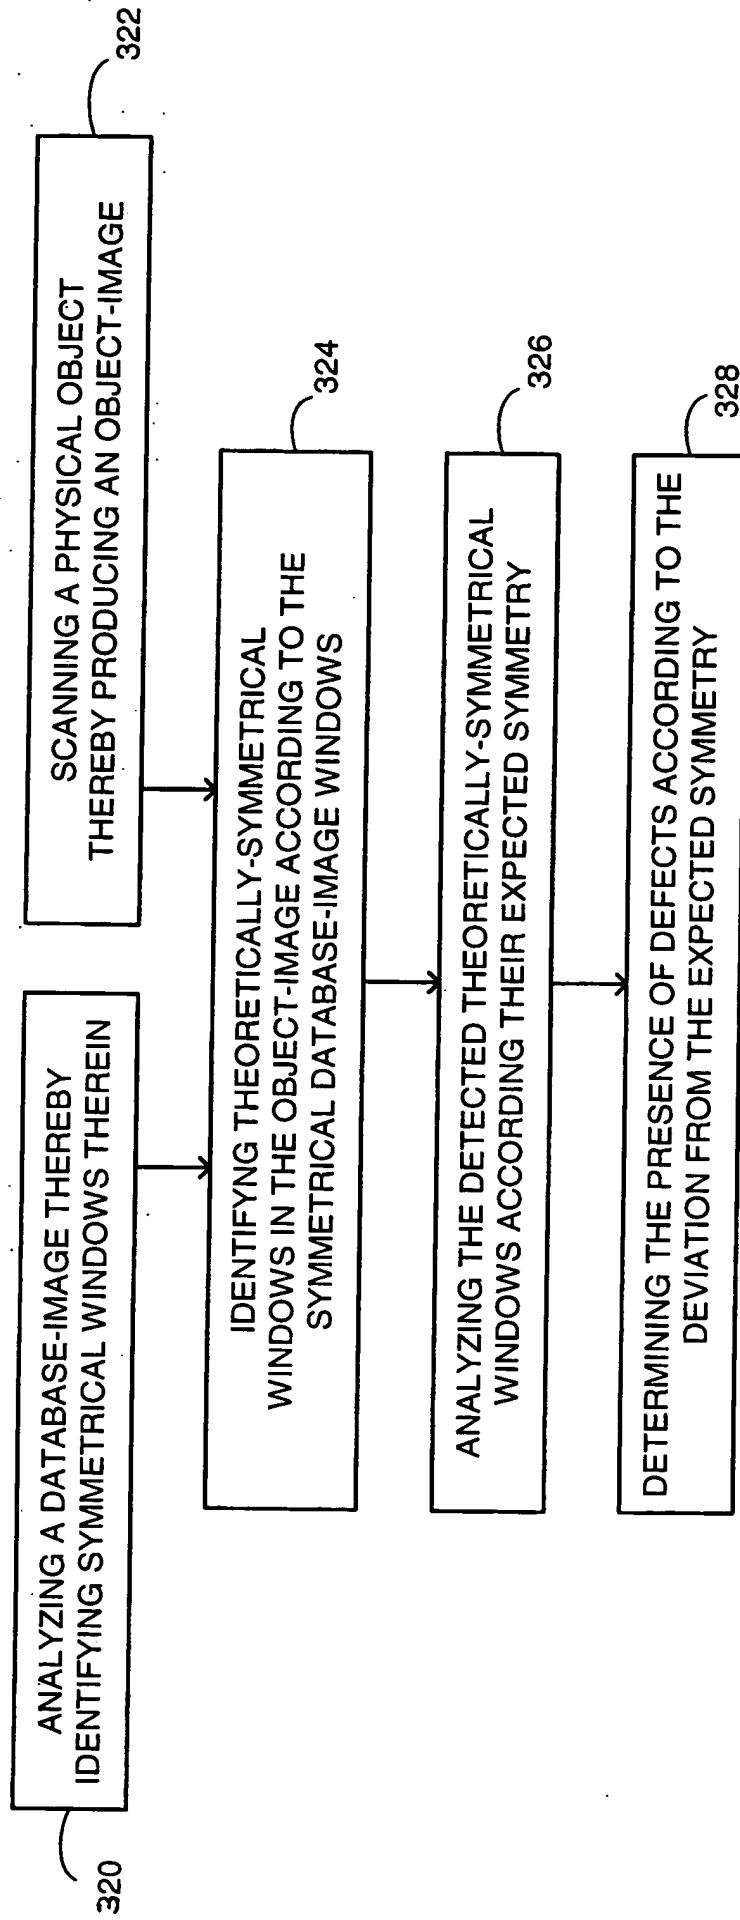 ANALYZING A DATABASE-IMAGE THEREBY
IDENTIFYING SYMMETRICAL WINDOWS THEREIN
320
SCANNING A PHYSICAL OBJECT
THEREBY PRODUCING AN OBJECT-IMAGE
322
IDENTIFYNG THEORETICALLY-SYMMETRICAL
WINDOWS IN THE OBJECT-IMAGE ACCORDING TO THE
SYMMETRICAL DATABASE-IMAGE WINDOWS
324
ANALYZING THE DETECTED THEORETICALLY-SYMMETRICAL
WINDOWS ACCORDING THEIR EXPECTED SYMMETRY
326
DETERMINING THE PRESENCE OF DEFECTS ACCORDING TO THE
DEVIATION FROM THE EXPECTED SYMMETRY
328